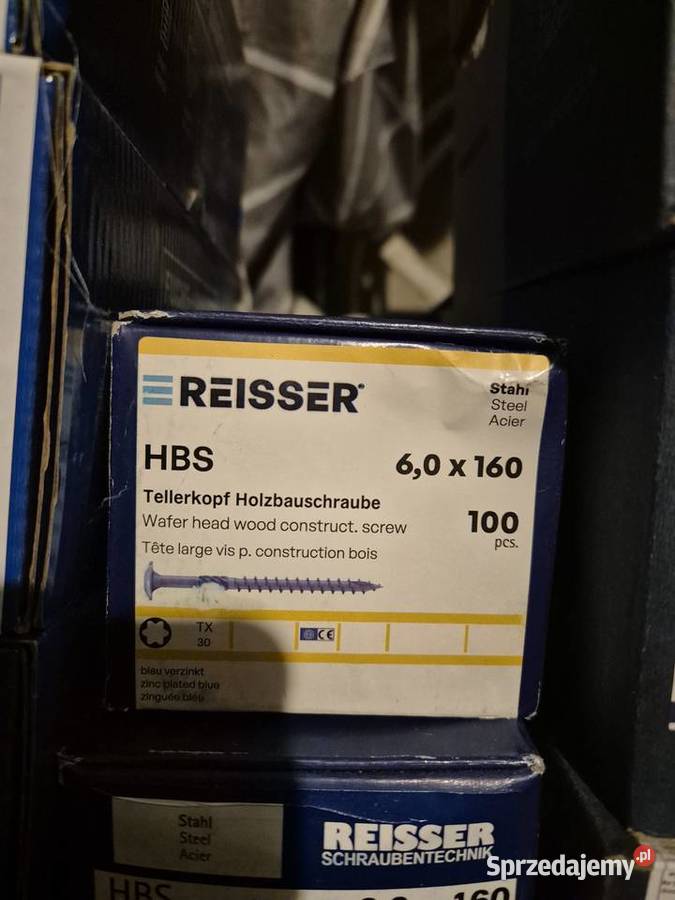 REISSER
Stahl
Steel
Acier
HBS
6,0 x 160
Tellerkopf Holzbauschraube
Wafer head wood construct. screw
Tête large vis p. construction bois
100
pcs.
TX
30
CE
blau verzinkt
zinc plated blue
zinguée bleu
Stahl
Steel
Acier
REISSER
SCHRAUBENTECHNIK
HBS
160
Sprzedajemy.pl